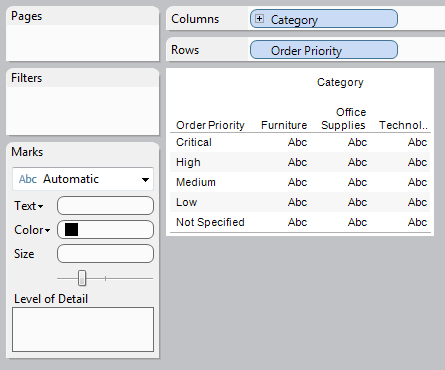 Pages
Columns
Category
Rows
Order Priority
Filters
Category
Office
Order Priority Furniture Supplies Technol..
Critical Abc Abc Abc
High Abc Abc Abc
Medium Abc Abc Abc
Low Abc Abc Abc
Not Specified Abc Abc Abc
Marks
Abc Automatic
Text
Color
Size
Level of Detail